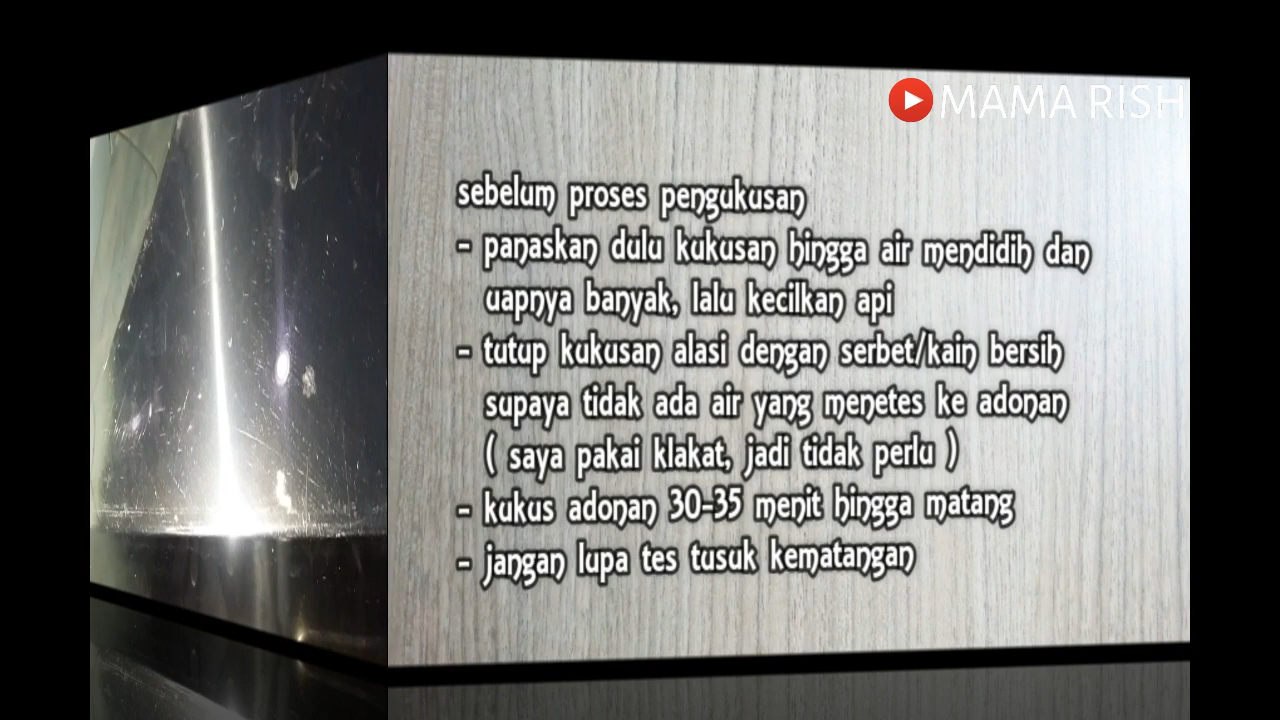 MAMA RISH
sebelum proses pengukusan
- panaskan dulu kukusan hingga air mendidih dan
uapnya banyak, lalu kecilkan api
- tutup kukusan alasi dengan serbet/kain bersih
supaya tidak ada air yang menetes ke adonan
( saya pakai klakat, jadi tidak perlu )
- kukus adonan 30-35 menit hingga matang
- jangan lupa tes tusuk kematangan